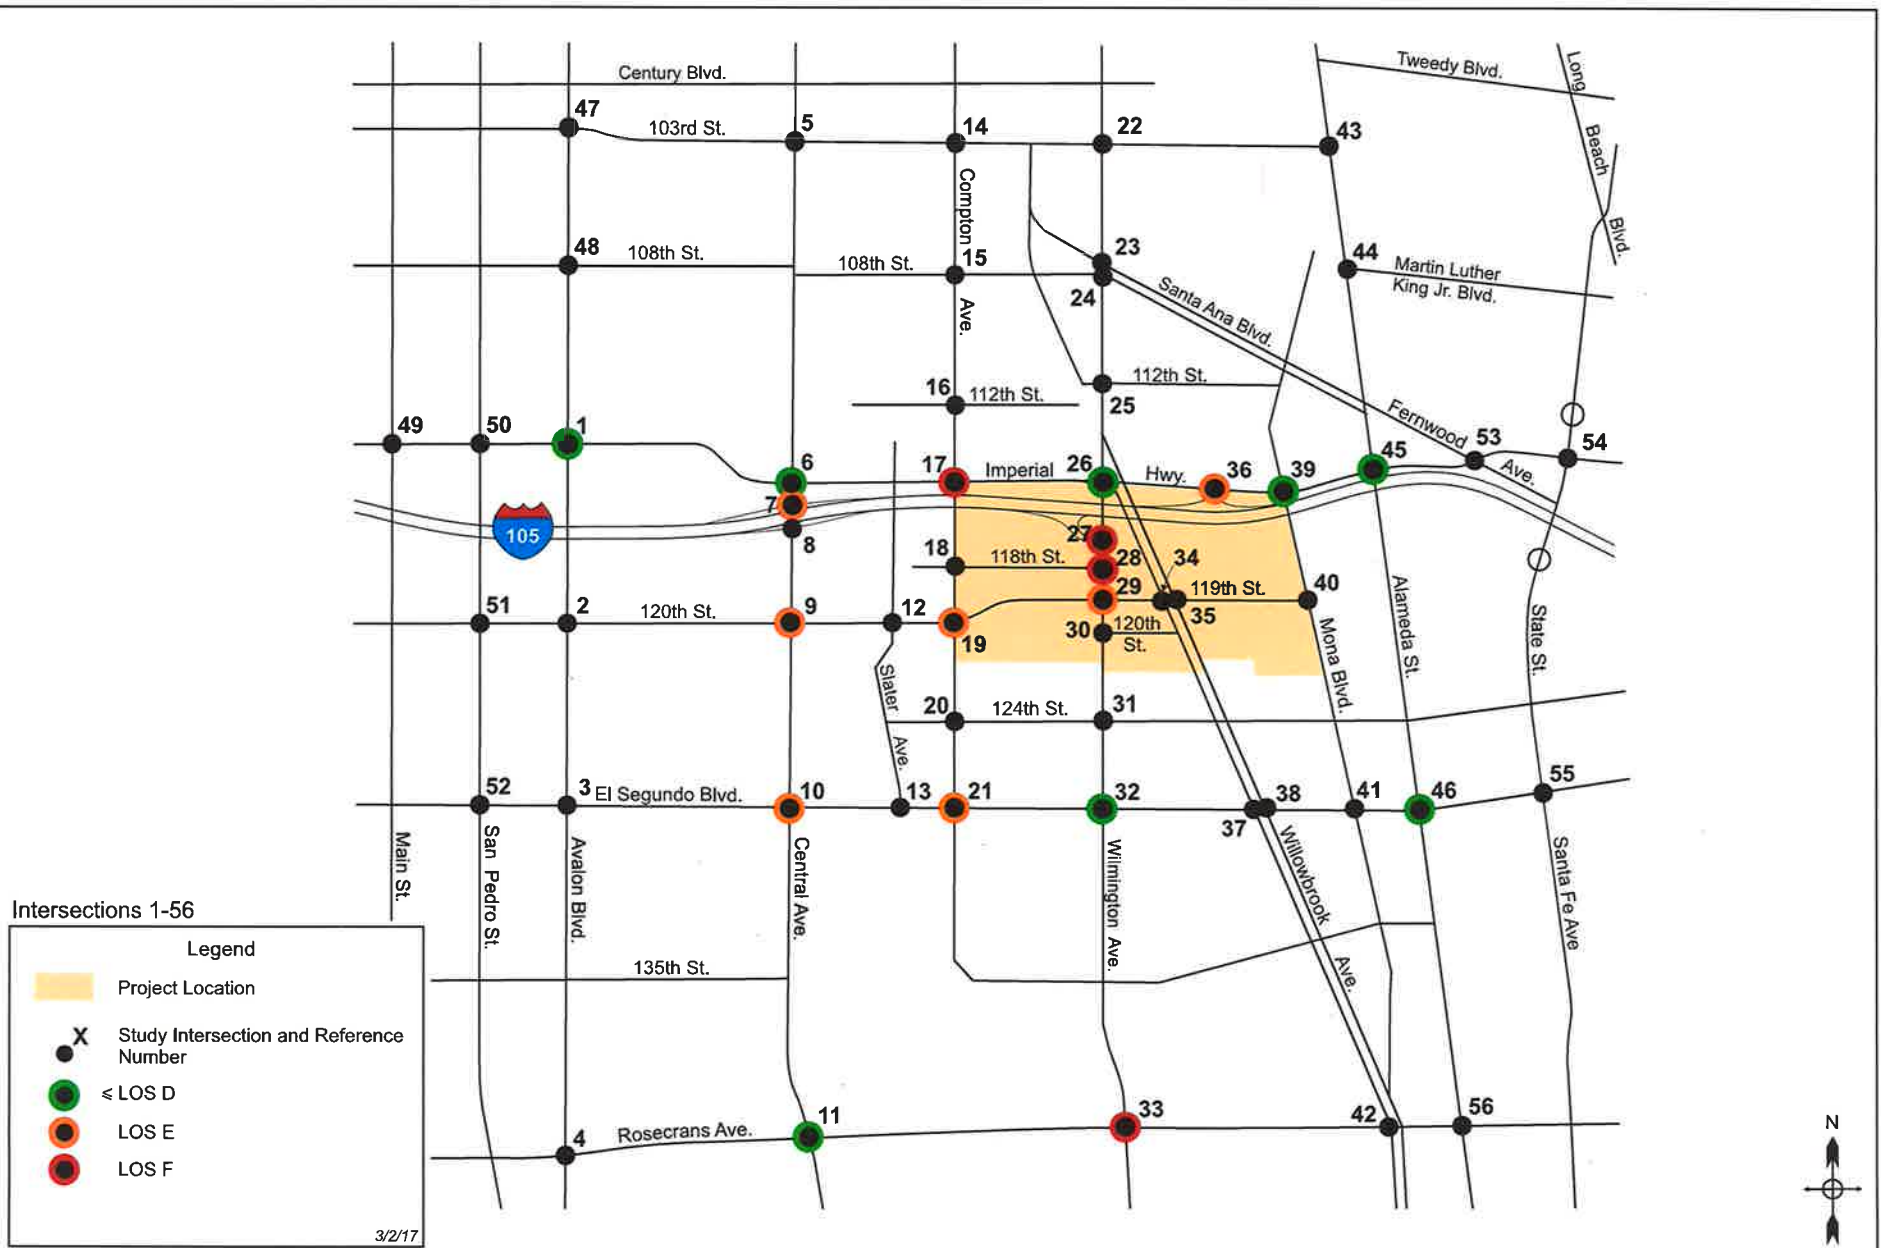 Century Blvd.
Tweedy Blvd.
Long
Beach
Blvd.
47
103rd St.
5
14
22
43
Compton
Ave.
48
108th St.
108th St.
15
23
24
44
Martin Luther
King Jr. Blvd.
Santa Ana Blvd.
16
112th St.
112th St.
25
49
50
1
Fernwood
Ave.
53
54
6
17
Imperial
26
Hwy.
36
39
45
7
8
105
27
18
118th St.
28
34
29
119th St.
35
40
51
2
120th St.
9
12
19
30
120th
St.
Slater
Ave.
Mona Blvd.
Alameda St.
State St.
20
124th St.
31
52
3
El Segundo Blvd.
10
13
21
32
37
38
41
46
55
Main St.
San Pedro St.
Avalon Blvd.
Central Ave.
Wilmington Ave.
Willowbrook
Ave.
Santa Fe Ave
135th St.
4
Rosecrans Ave.
11
33
42
56
Intersections 1-56
Legend
Project Location
X
Study Intersection and Reference
Number
≤ LOS D
LOS E
LOS F
3/2/17
N